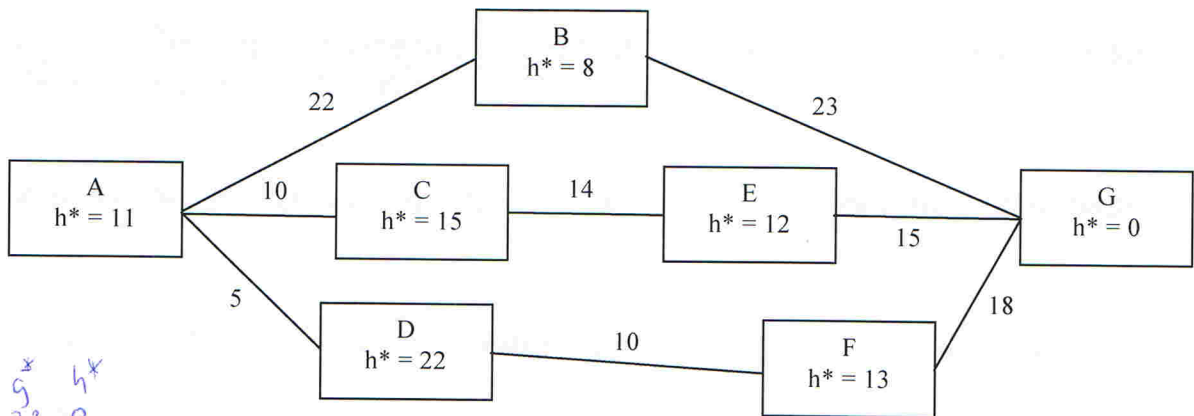 B
h* = 8
22
23
A
h* = 11
10
C
h* = 15
14
E
h* = 12
15
G
h* = 0
5
D
h* = 22
10
F
h* = 13
18
g* h*